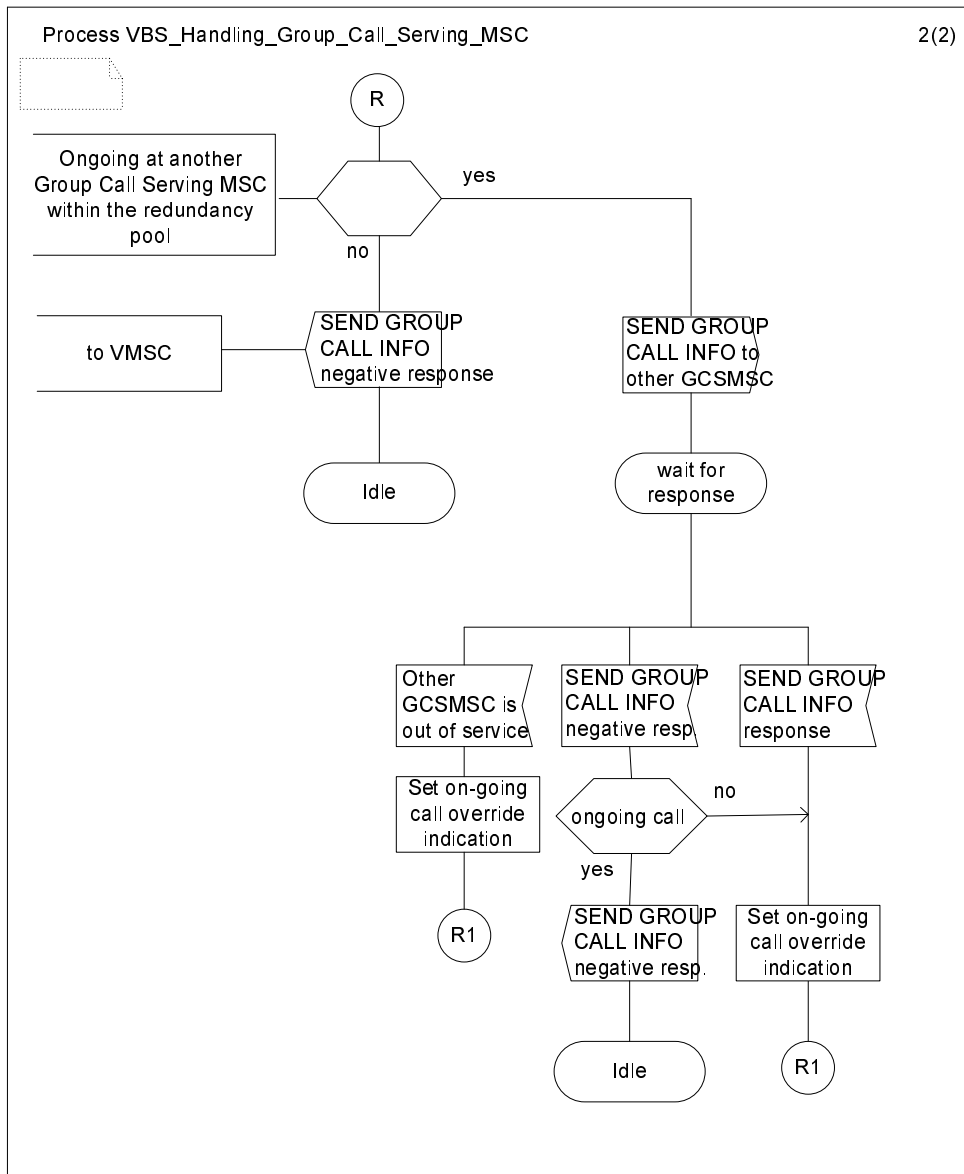 Process VBS_Handling_Group_Call_Serving_MSC
2(2)
R
Ongoing at another
Group Call Serving MSC
within the redundancy
pool
yes
no
SEND GROUP
CALL INFO
negative response
to VMSC
SEND GROUP
CALL INFO to
other GCSMSC
Idle
wait for
response
Other
GCSMSC is
out of service
SEND GROUP
CALL INFO
negative resp.
SEND GROUP
CALL INFO
response
Set on-going
call override
indication
ongoing call
no
yes
R1
SEND GROUP
CALL INFO
negative resp.
Set on-going
call override
indication
Idle
R1